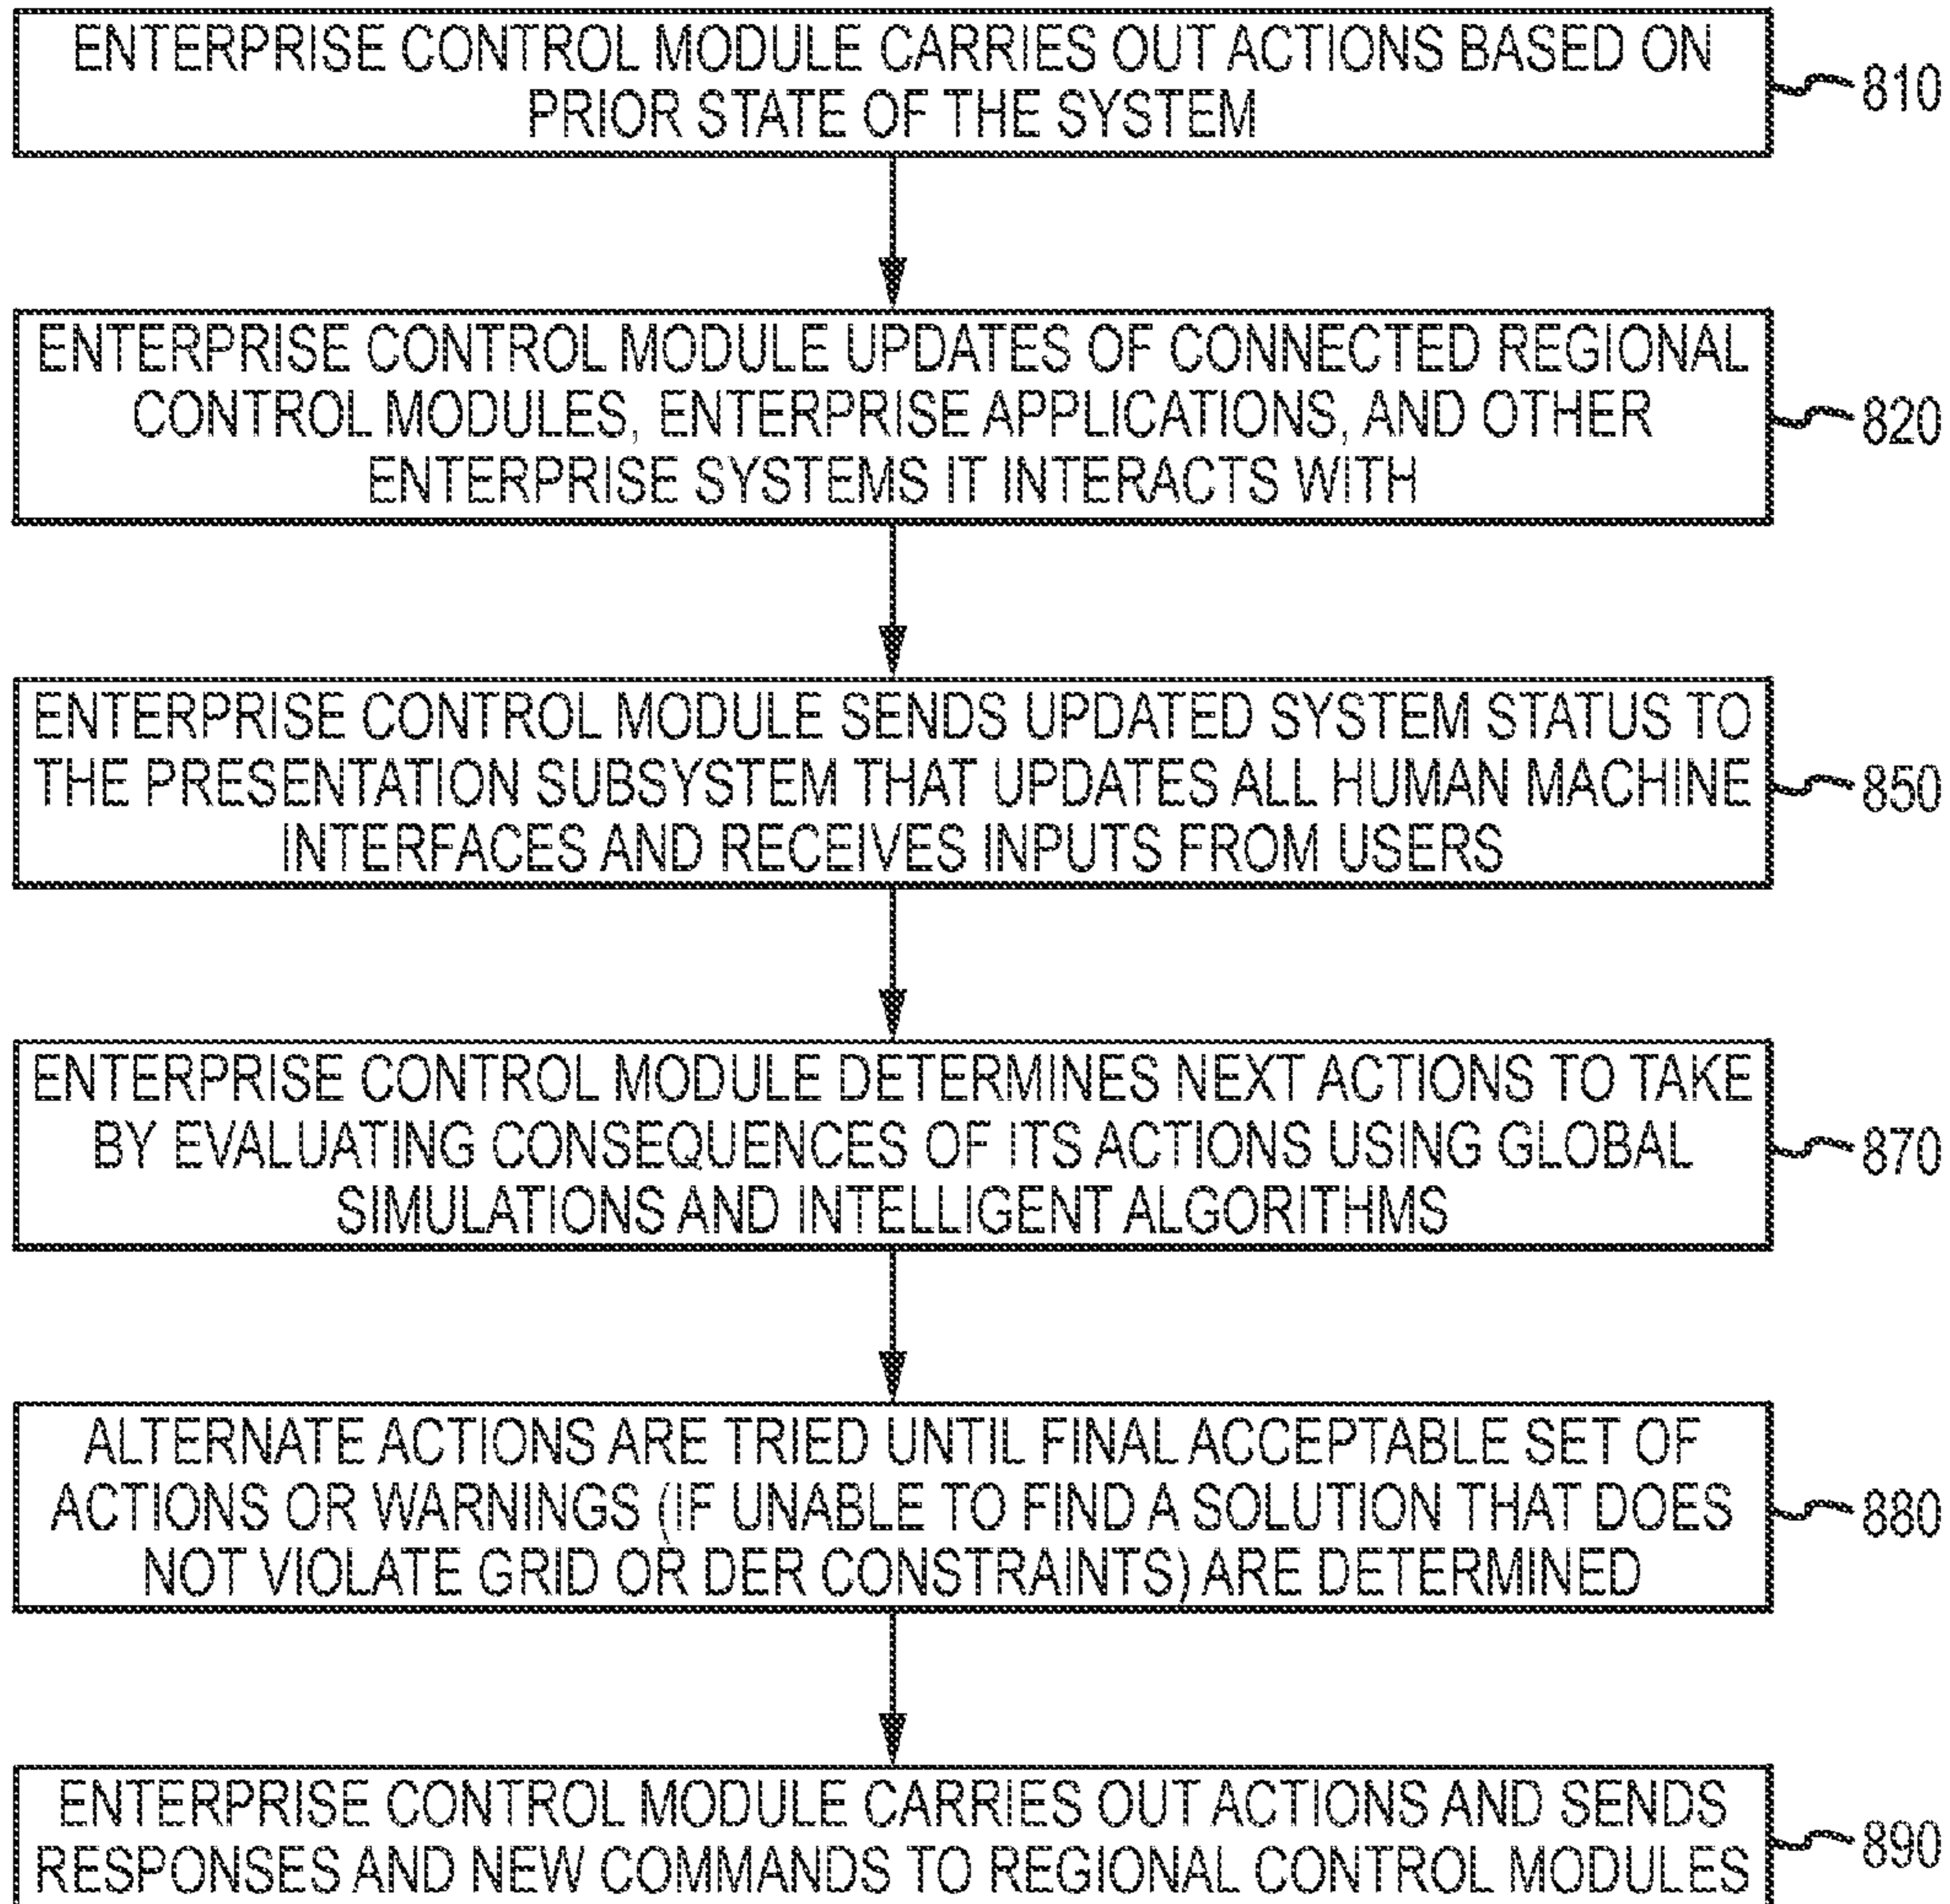 ENTERPRISE CONTROL MODULE CARRIES OUT ACTIONS BASED ON
PRIOR STATE OF THE SYSTEM
810
ENTERPRISE CONTROL MODULE UPDATES OF CONNECTED REGIONAL
CONTROL MODULES, ENTERPRISE APPLICATIONS, AND OTHER
ENTERPRISE SYSTEMS IT INTERACTS WITH
820
ENTERPRISE CONTROL MODULE SENDS UPDATED SYSTEM STATUS TO
THE PRESENTATION SUBSYSTEM THAT UPDATES ALL HUMAN MACHINE
INTERFACES AND RECEIVES INPUTS FROM USERS
850
ENTERPRISE CONTROL MODULE DETERMINES NEXT ACTIONS TO TAKE
BY EVALUATING CONSEQUENCES OF ITS ACTIONS USING GLOBAL
SIMULATIONS AND INTELLIGENT ALGORITHMS
870
ALTERNATE ACTIONS ARE TRIED UNTIL FINAL ACCEPTABLE SET OF
ACTIONS OR WARNINGS (IF UNABLE TO FIND A SOLUTION THAT DOES
NOT VIOLATE GRID OR DER CONSTRAINTS) ARE DETERMINED
880
ENTERPRISE CONTROL MODULE CARRIES OUT ACTIONS AND SENDS
RESPONSES AND NEW COMMANDS TO REGIONAL CONTROL MODULES
890